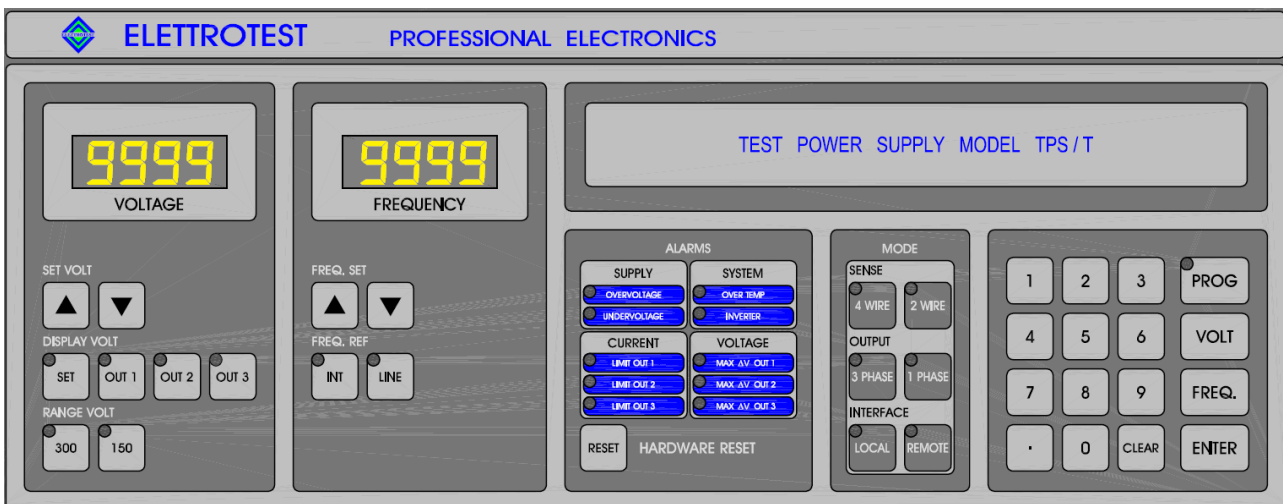 ELETTROTEST PROFESSIONAL ELECTRONICS
9999
VOLTAGE
SET VOLT
DISPLAY VOLT
SET OUT 1 OUT 2 OUT 3
RANGE VOLT
300 150
9999
FREQUENCY
FREQ. SET
FREQ. REF
INT LINE
TEST POWER SUPPLY MODEL TPS / T
ALARMS
SUPPLY
OVERVOLTAGE
UNDERVOLTAGE
SYSTEM
OVER TEMP
INVERTER
CURRENT
LIMIT OUT 1
LIMIT OUT 2
LIMIT OUT 3
VOLTAGE
MAX ΔV OUT 1
MAX ΔV OUT 2
MAX ΔV OUT 3
RESET HARDWARE RESET
MODE
SENSE
4 WIRE 2 WIRE
OUTPUT
3 PHASE 1 PHASE
INTERFACE
LOCAL REMOTE
1 2 3 PROG
4 5 6 VOLT
7 8 9 FREQ.
. 0 CLEAR ENTER